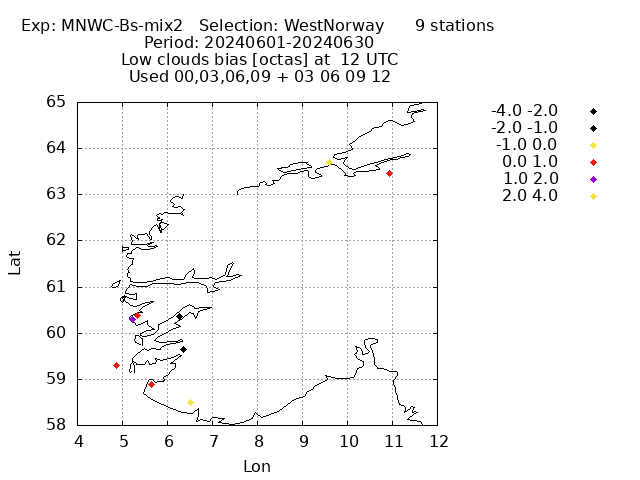 Exp: MNWC-Bs-mix2   Selection: WestNorway      9 stations
Period: 20240601-20240630
Low clouds bias [octas] at  12 UTC
Used 00,03,06,09 + 03 06 09 12
65
64
63
62
61
60
59
58
4 5 6 7 8 9 10 11 12
Lat
Lon
-4.0 -2.0
-2.0 -1.0
-1.0 0.0
0.0 1.0
1.0 2.0
2.0 4.0